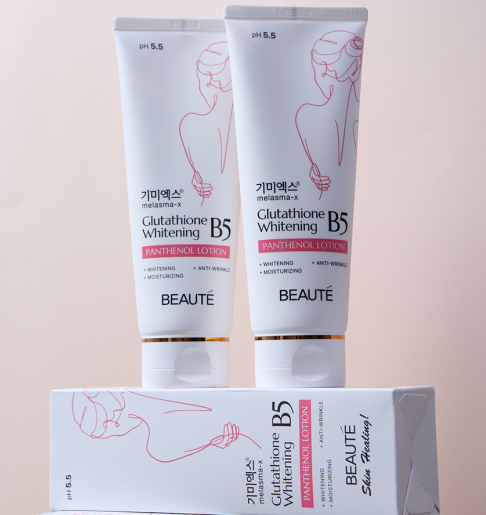 pH 5.5
기미엑스®
melasma-x
Glutathione
Whitening B5
PANTHENOL LOTION
• WHITENING • ANTI-WRINKLE
• MOISTURIZING
BEAUTÉ
pH 5.5
기미엑스®
melasma-x
Glutathione
Whitening B5
PANTHENOL LOTION
• WHITENING • ANTI-WRINKLE
• MOISTURIZING
BEAUTÉ
pH 5.5
기미엑스®
melasma-x
Glutathione
Whitening B5
PANTHENOL LOTION
• WHITENING • ANTI-WRINKLE
• MOISTURIZING
BEAUTÉ
Skin Healing!